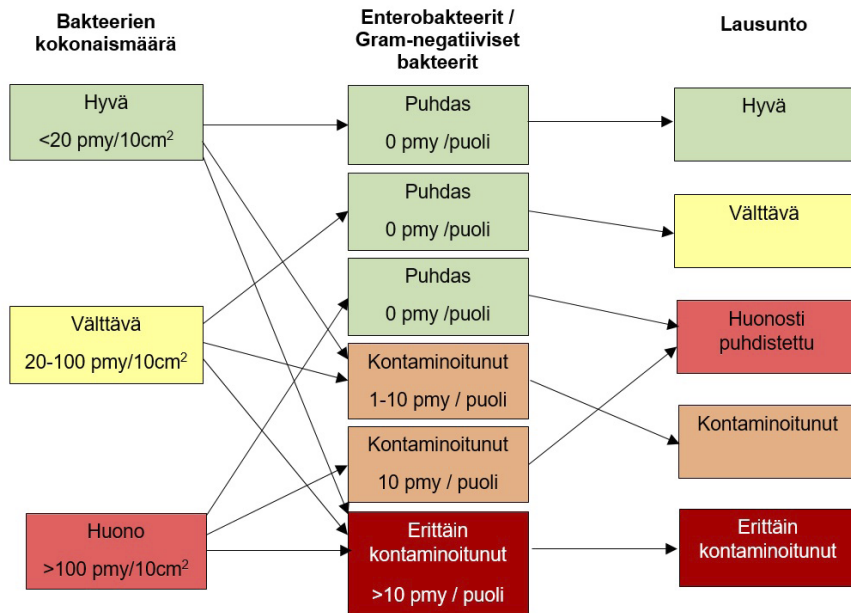 Bakteerien
kokonaismäärä
Hyvä
<20 pmy/10cm²
Välttävä
20-100 pmy/10cm²
Huono
>100 pmy/10cm²
Enterobakteerit /
Gram-negatiiviset
bakteerit
Puhdas
0 pmy /puoli
Puhdas
0 pmy /puoli
Puhdas
0 pmy /puoli
Kontaminoitunut
1-10 pmy / puoli
Kontaminoitunut
10 pmy / puoli
Erittäin
kontaminoitunut
>10 pmy / puoli
Lausunto
Hyvä
Välttävä
Huonosti
puhdistettu
Kontaminoitunut
Erittäin
kontaminoitunut